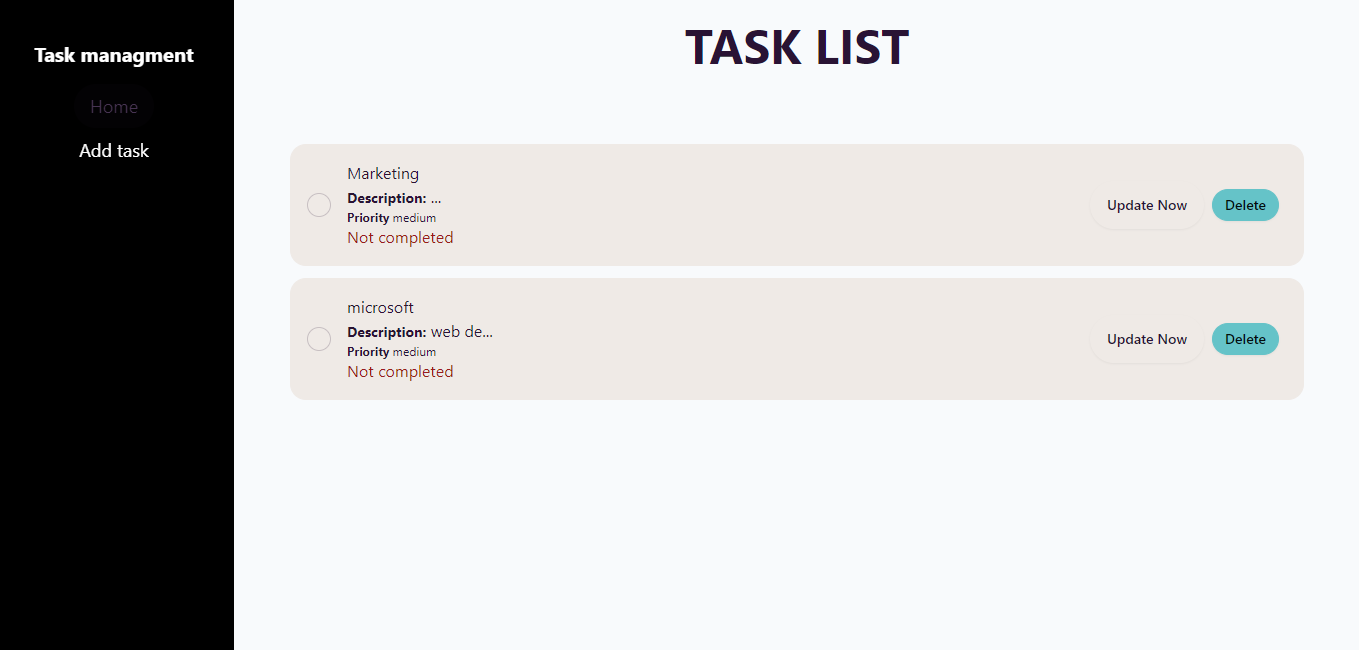 Task managment
Home
Add task
TASK LIST
Marketing
Description: ...
Priority medium
Not completed
Update Now
Delete
microsoft
Description: web de...
Priority medium
Not completed
Update Now
Delete